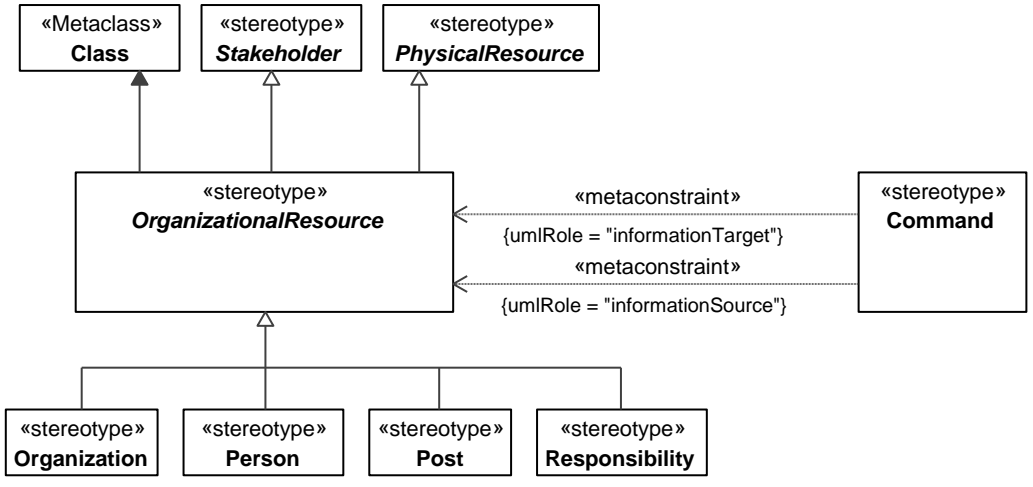 «Metaclass»
Class
«stereotype»
Stakeholder
«stereotype»
PhysicalResource
«stereotype»
OrganizationalResource
«metaconstraint»
{umlRole = "informationTarget"}
«metaconstraint»
{umlRole = "informationSource"}
«stereotype»
Command
«stereotype»
Organization
«stereotype»
Person
«stereotype»
Post
«stereotype»
Responsibility